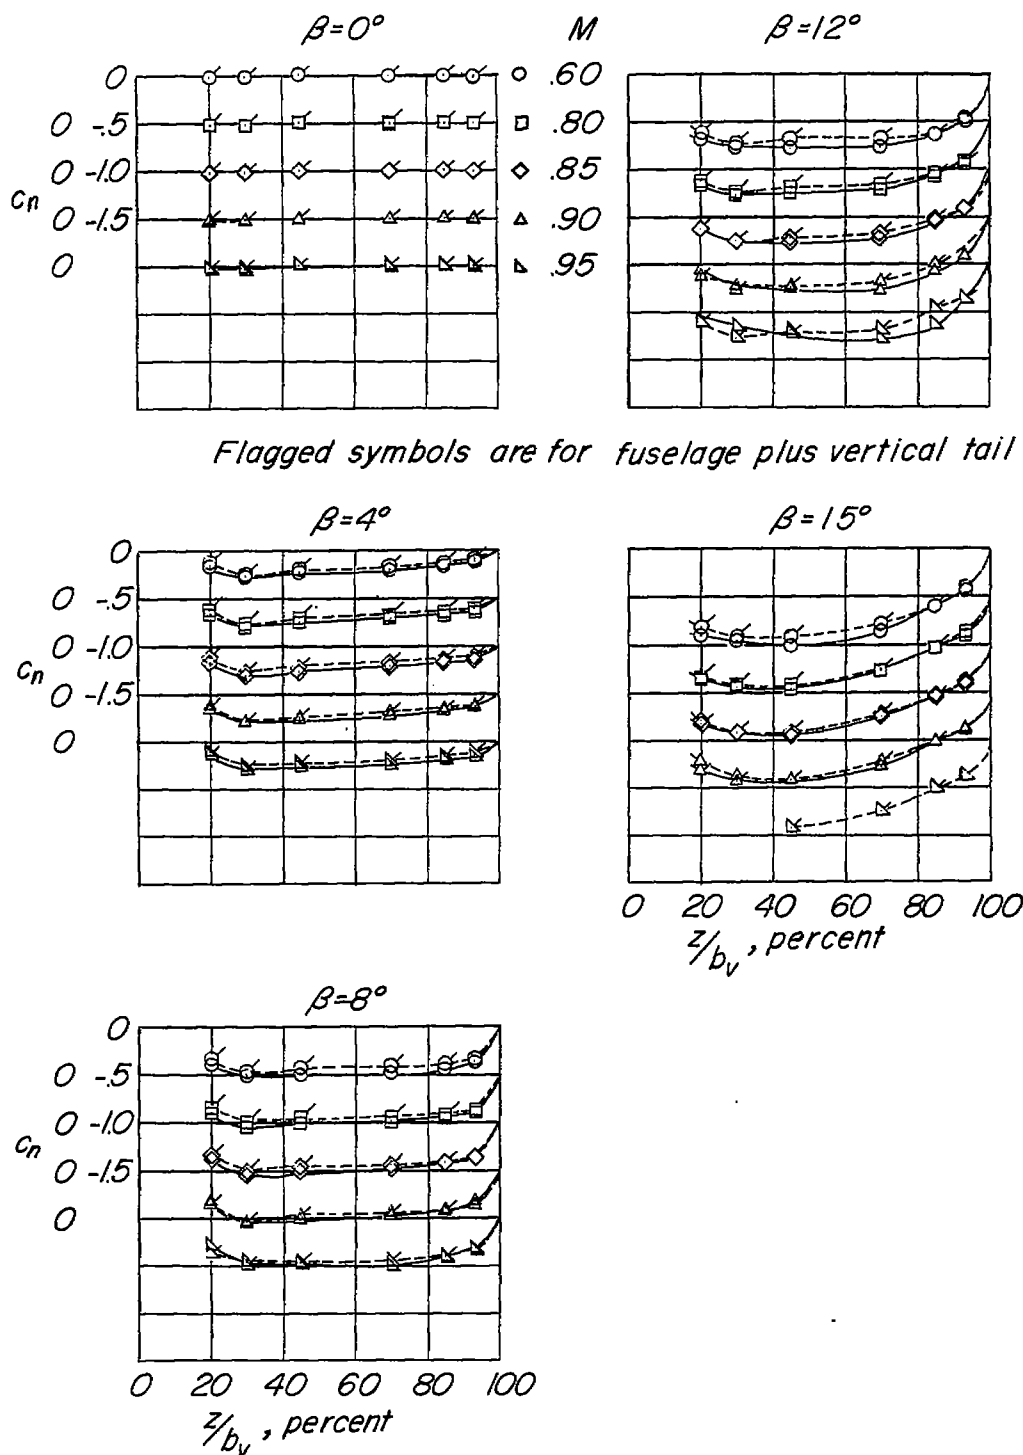 β=0° M β=12°
0 .60
0 -.5 .80
0 -1.0 .85
c_n
0 -1.5 .90
0 .95
Flagged symbols are for fuselage plus vertical tail
β=4° β=15°
0
0 -.5
0 -1.0
c_n
0 -1.5
0
0 20 40 60 80 100
z/b_v, percent
β=8°
0
0 -.5
0 -1.0
c_n
0 -1.5
0
0 20 40 60 80 100
z/b_v, percent